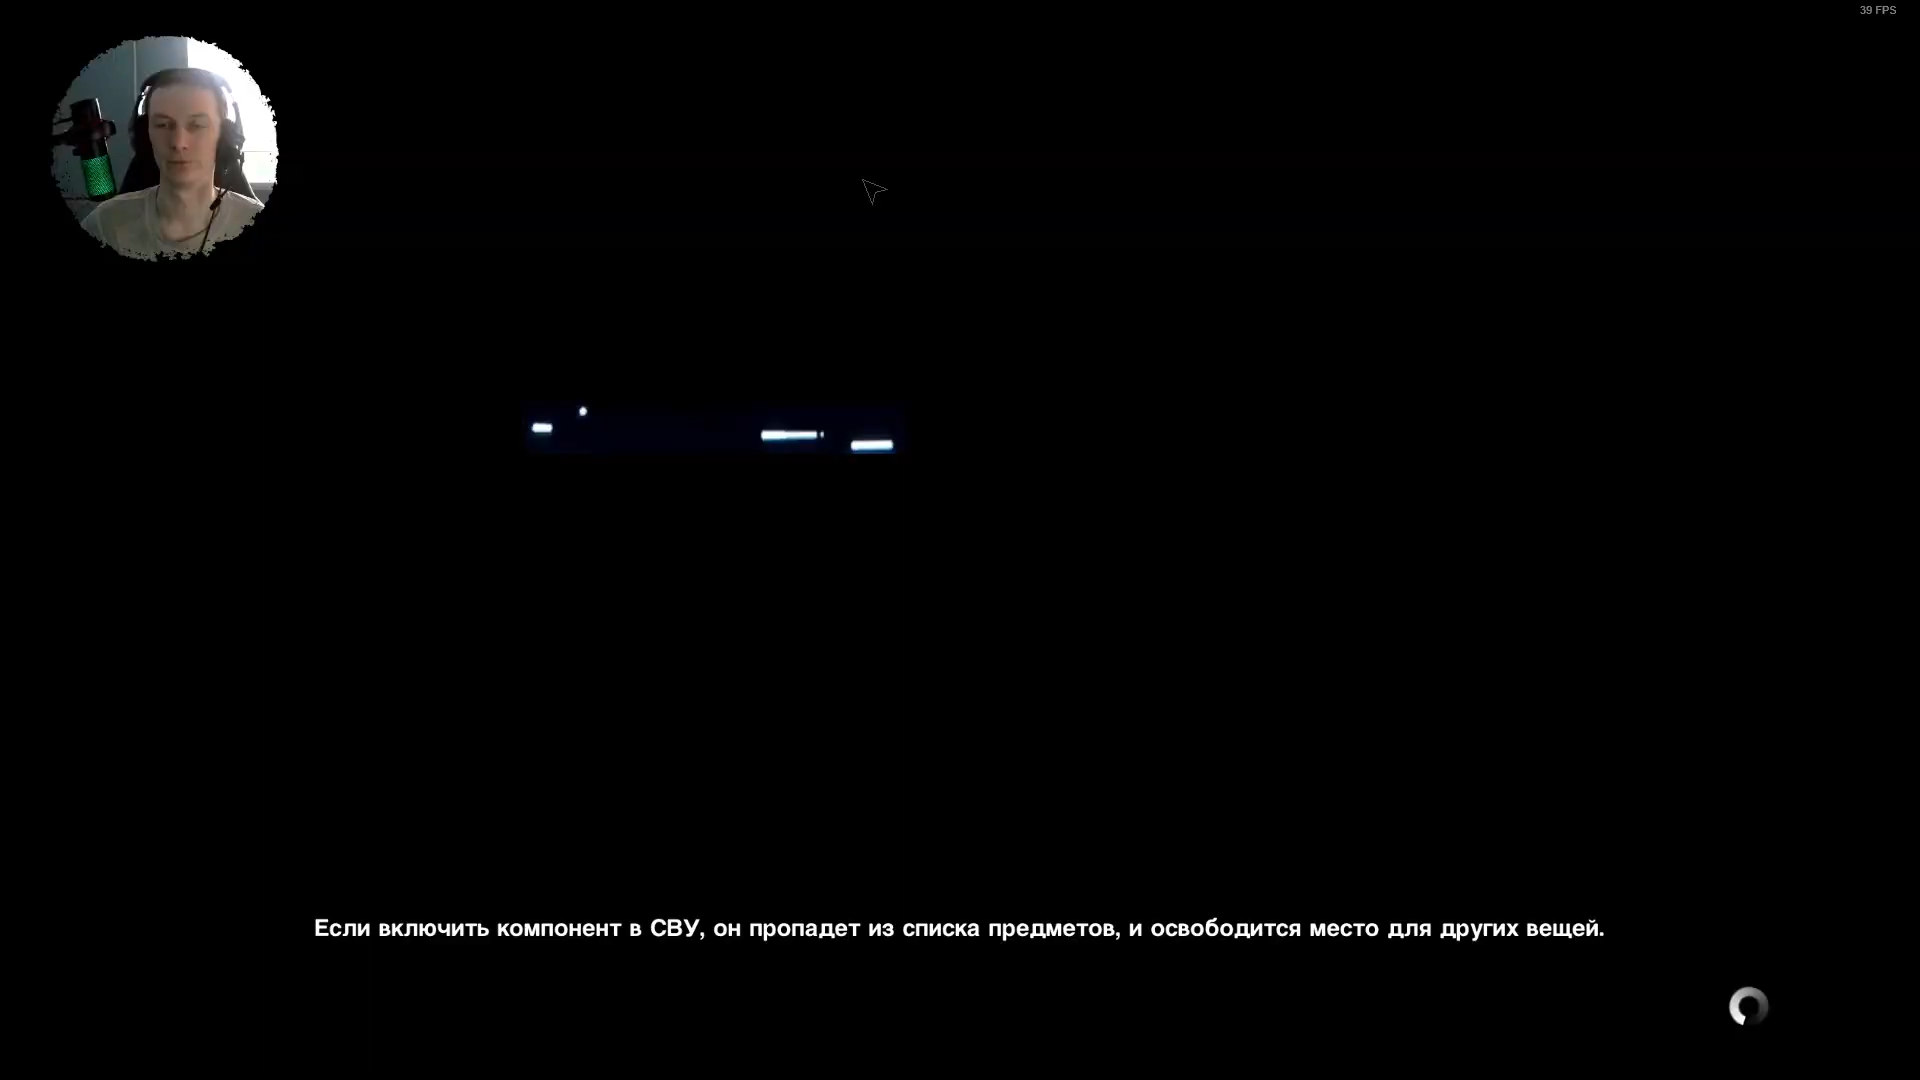 39 FPS
Если включить компонент в СВУ, он пропадет из списка предметов, и освободится место для других вещей.